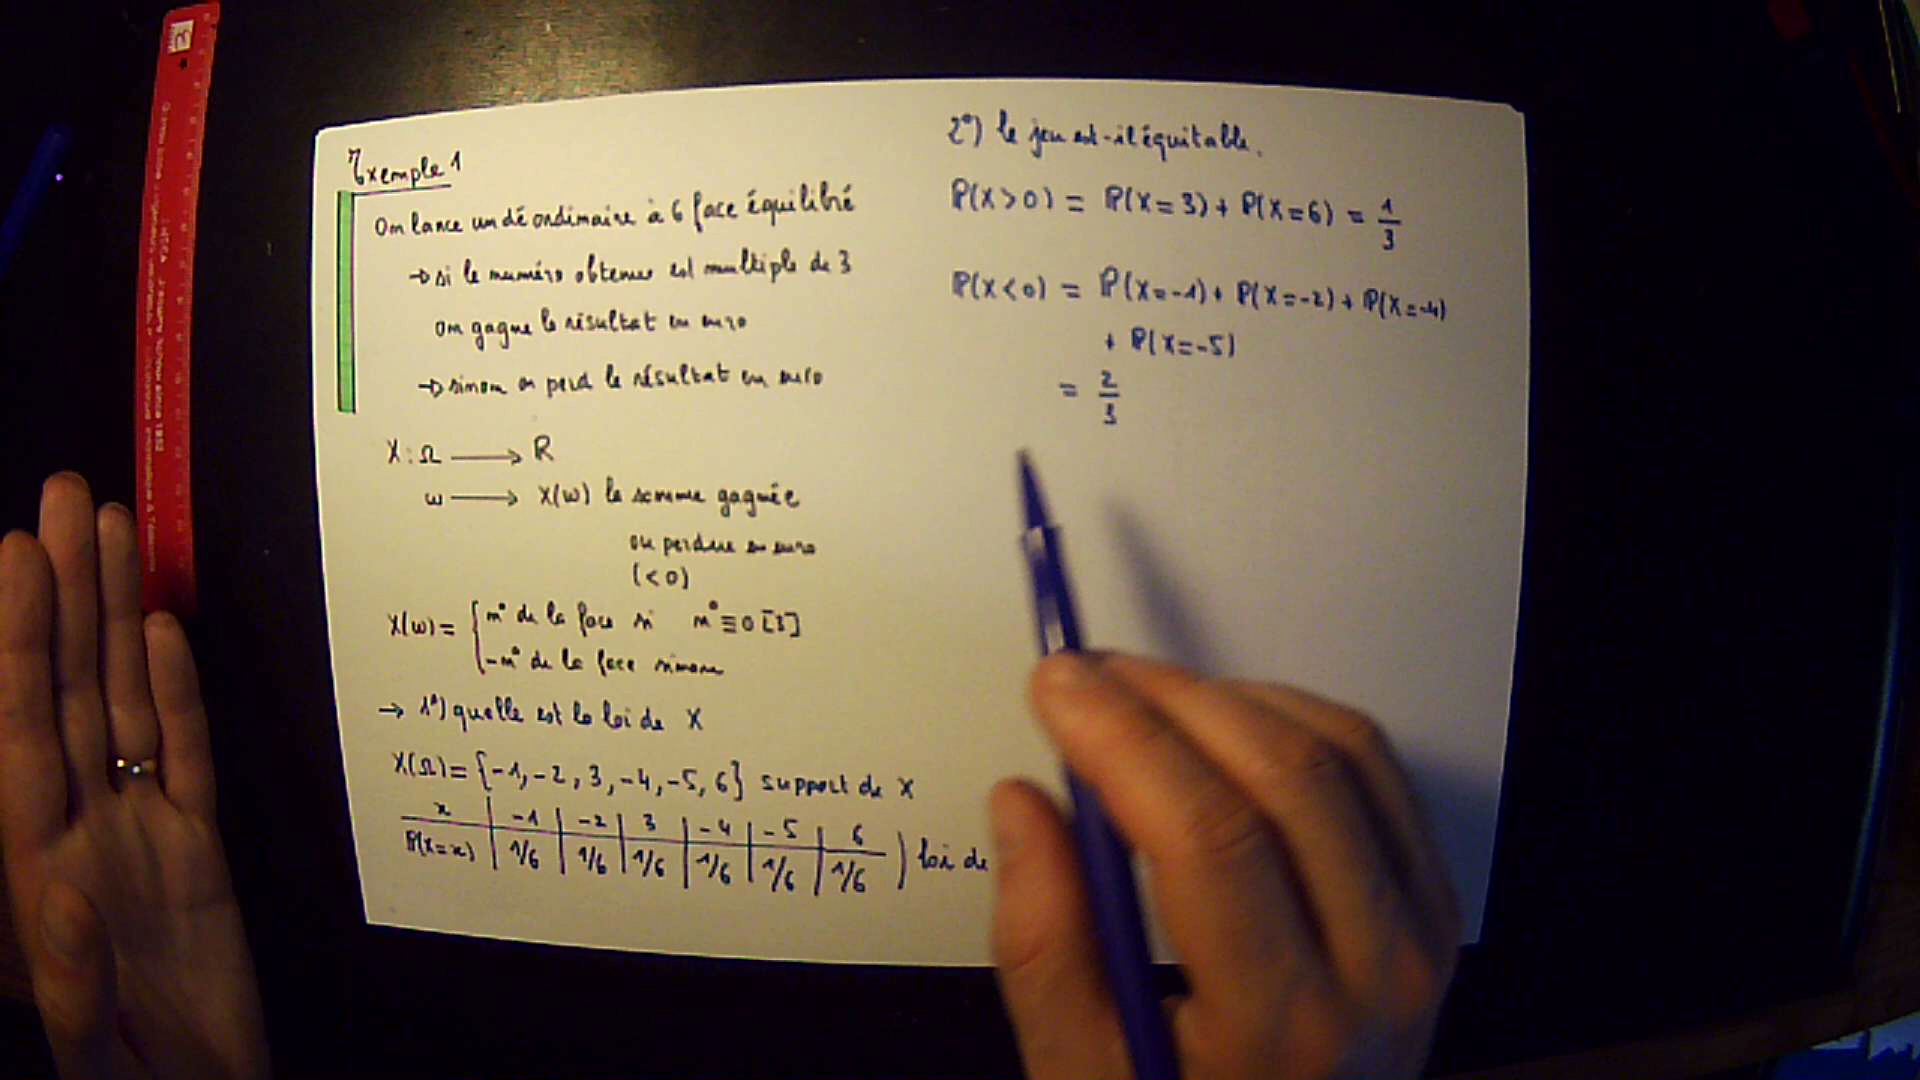 Exemple 1
On lance un dé ordinaire à 6 face équilibré
→ si le numéro obtenu est multiple de 3
on gagne le résultat en euro
→ sinon on perd le résultat en euro
X : Ω ⟶ R
ω ⟶ X(ω) la somme gagnée
ou perdue en euro
(<0)
X(ω) = { n° de la face si n° ≡ 0 [3]
-n° de la face sinon
→ 1°) quelle est la loi de X
X(Ω) = {-1, -2, 3, -4, -5, 6} support de X
x | -1 | -2 | 3 | -4 | -5 | 6
P(X=x) | 1/6 | 1/6 | 1/6 | 1/6 | 1/6 | 1/6 ) loi de
2°) le jeu est-il équitable.
P(X>0) = P(X=3) + P(X=6) = 1/3
P(X<0) = P(X=-1) + P(X=-2) + P(X=-4)
+ P(X=-5)
= 2/3